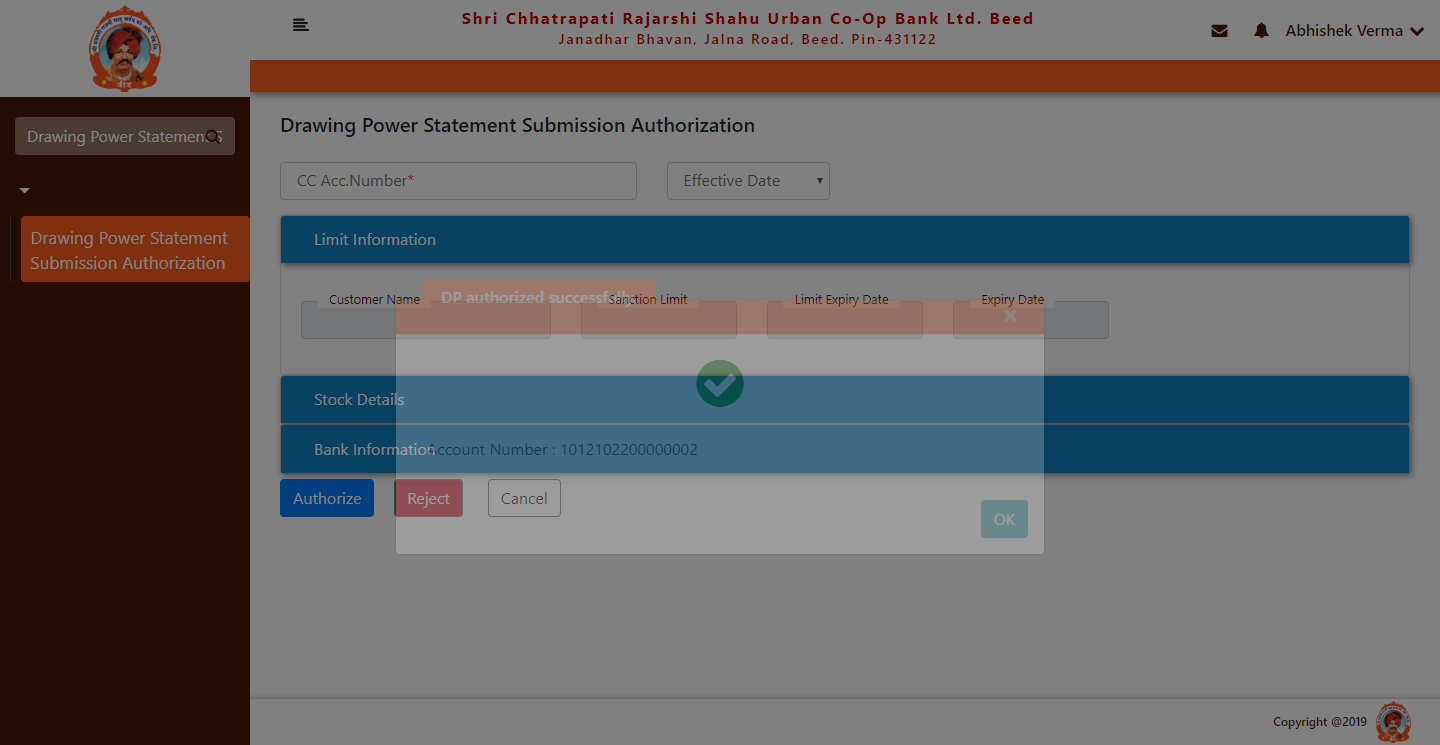 Shri Chhatrapati Rajarshi Shahu Urban Co-Op Bank Ltd. Beed
Janadhar Bhavan, Jalna Road, Beed. Pin-431122
Abhishek Verma
Drawing Power Statement S
Drawing Power Statement
Submission Authorization
Drawing Power Statement Submission Authorization
CC Acc.Number*
Effective Date
Limit Information
Customer Name
DP authorized successfully
Sanction Limit
Limit Expiry Date
Expiry Date
Stock Details
Bank Information
Account Number : 1012102200000002
Authorize
Reject
Cancel
OK
Copyright @2019